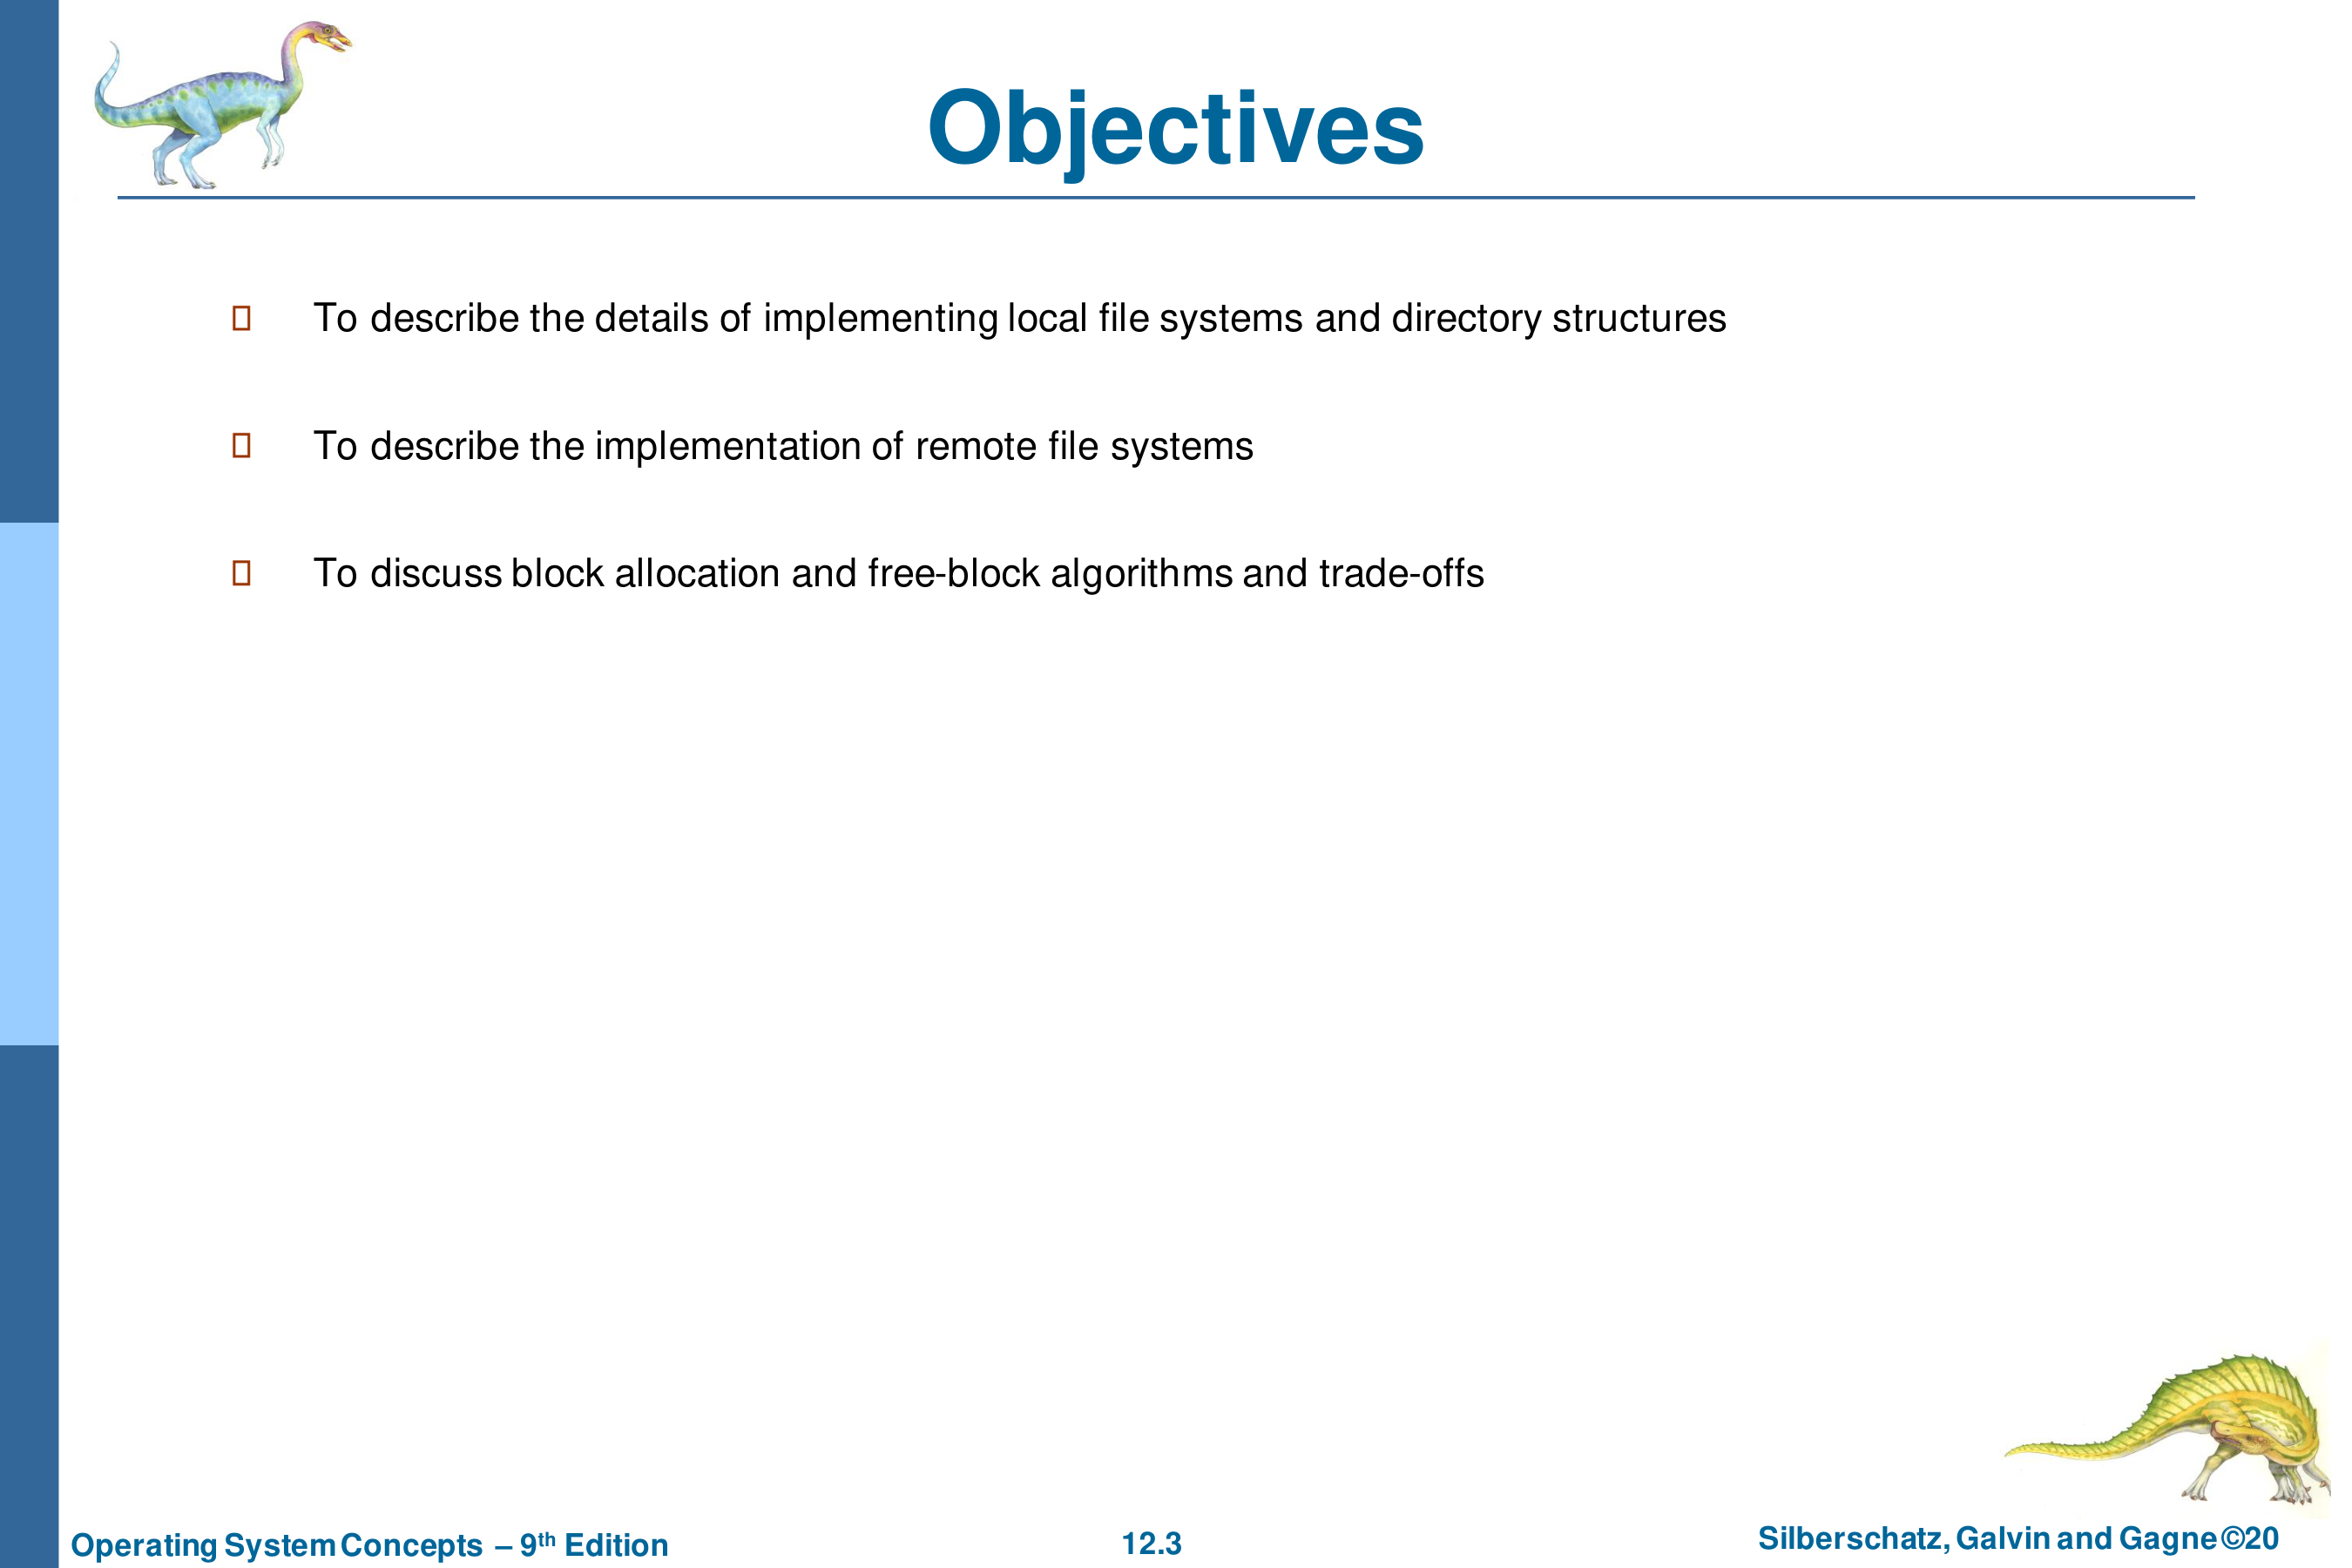 Objectives
To describe the details of implementing local file systems and directory structures
To describe the implementation of remote file systems
To discuss block allocation and free-block algorithms and trade-offs
Operating System Concepts – 9th Edition
12.3
Silberschatz, Galvin and Gagne ©20